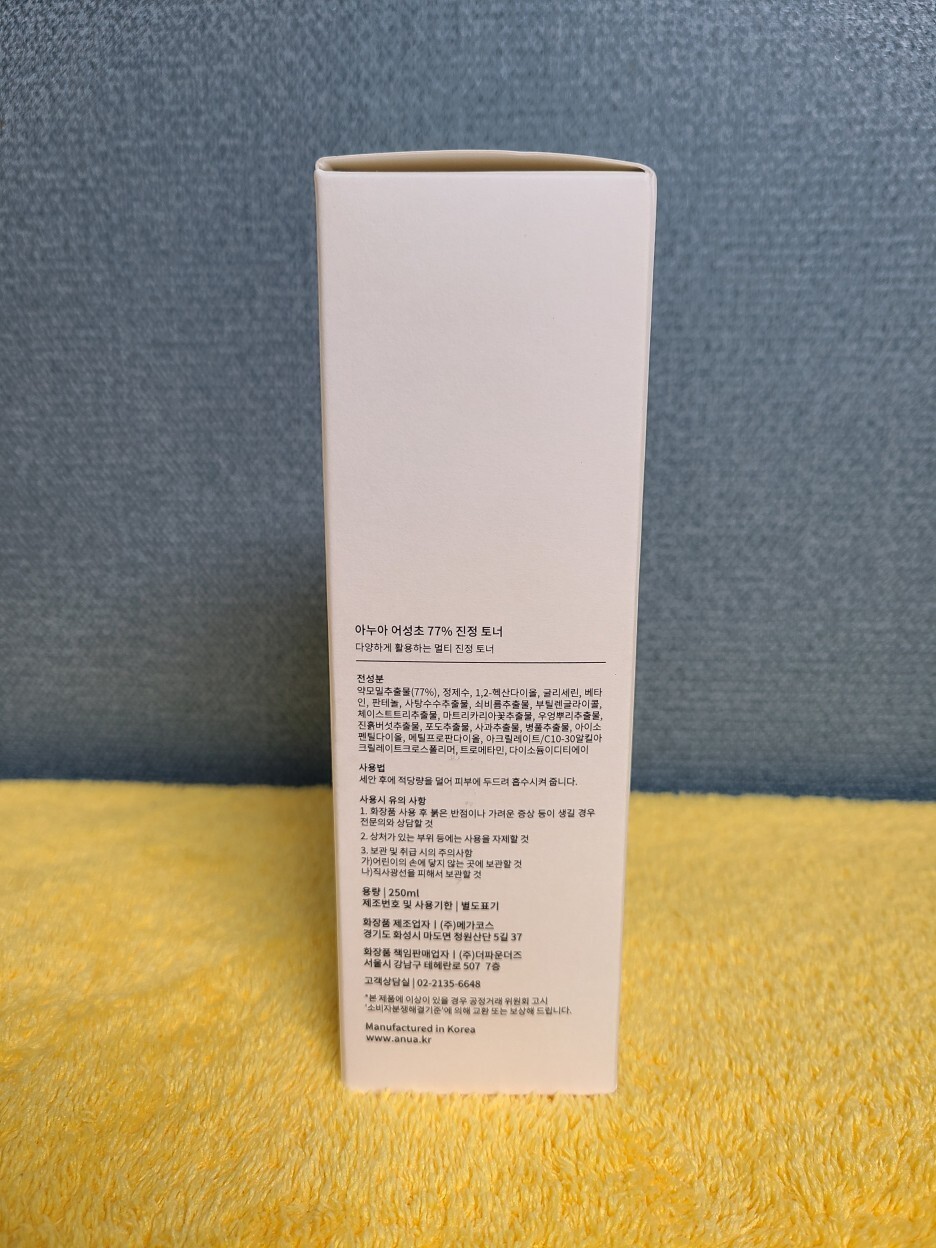 아누아 어성초 77% 진정 토너
다양하게 활용하는 멀티 진정 토너
전성분
약모밀추출물(77%), 정제수, 1,2-헥산다이올, 글리세린, 베타
인, 판테놀, 사탕수수추출물, 쇠비름추출물, 부틸렌글라이콜,
체이스트트리추출물, 마트리카리아꽃추출물, 우엉뿌리추출물,
진흙버섯추출물, 포도추출물, 사과추출물, 병풀추출물, 아이소
펜틸다이올, 메틸프로판다이올, 아크릴레이트/C10-30알킬아
크릴레이트크로스폴리머, 트로메타민, 다이소듐이디티에이
사용법
세안 후에 적당량을 덜어 피부에 두드려 흡수시켜 줍니다.
사용시 유의 사항
1. 화장품 사용 후 붉은 반점이나 가려운 증상 등이 생길 경우
전문의와 상담할 것
2. 상처가 있는 부위 등에는 사용을 자제할 것
3. 보관 및 취급 시의 주의사항
가)어린이의 손에 닿지 않는 곳에 보관할 것
나)직사광선을 피해서 보관할 것
용량 | 250ml
제조번호 및 사용기한 | 별도표기
화장품 제조업자 | (주)메가코스
경기도 화성시 마도면 청원산단 5길 37
화장품 책임판매업자 | (주)더파운더즈
서울시 강남구 테헤란로 507 7층
고객상담실 | 02-2135-6648
*본 제품에 이상이 있을 경우 공정거래 위원회 고시
'소비자분쟁해결기준'에 의해 교환 또는 보상해 드립니다.
Manufactured in Korea
www.anua.kr